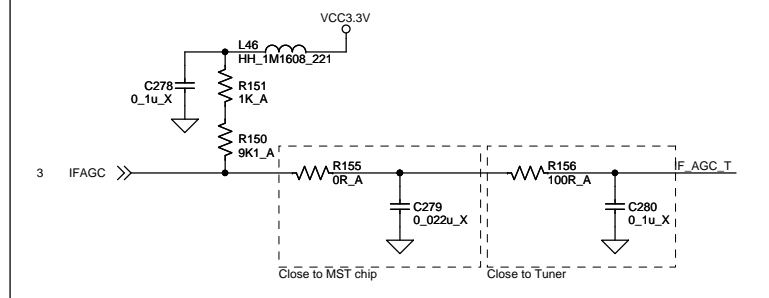 VCC3.3V
L46
HH_1M1608_221
C278
0_1u_X
R151
1K_A
R150
9K1_A
3 IFAGC
R155
0R_A
R156
100R_A
IF_AGC_T
C279
0_022u_X
C280
0_1u_X
Close to MST chip
Close to Tuner